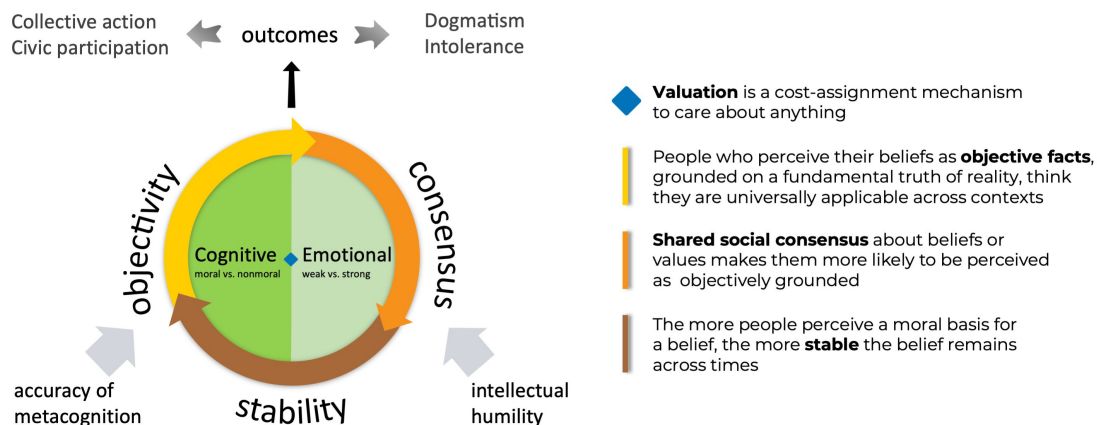 Collective action
Civic participation
outcomes
Dogmatism
Intolerance
objectivity
consensus
stability
Cognitive
moral vs. nonmoral
Emotional
weak vs. strong
accuracy of
metacognition
intellectual
humility
Valuation is a cost-assignment mechanism
to care about anything
People who perceive their beliefs as objective facts,
grounded on a fundamental truth of reality, think
they are universally applicable across contexts
Shared social consensus about beliefs or
values makes them more likely to be perceived
as objectively grounded
The more people perceive a moral basis for
a belief, the more stable the belief remains
across times